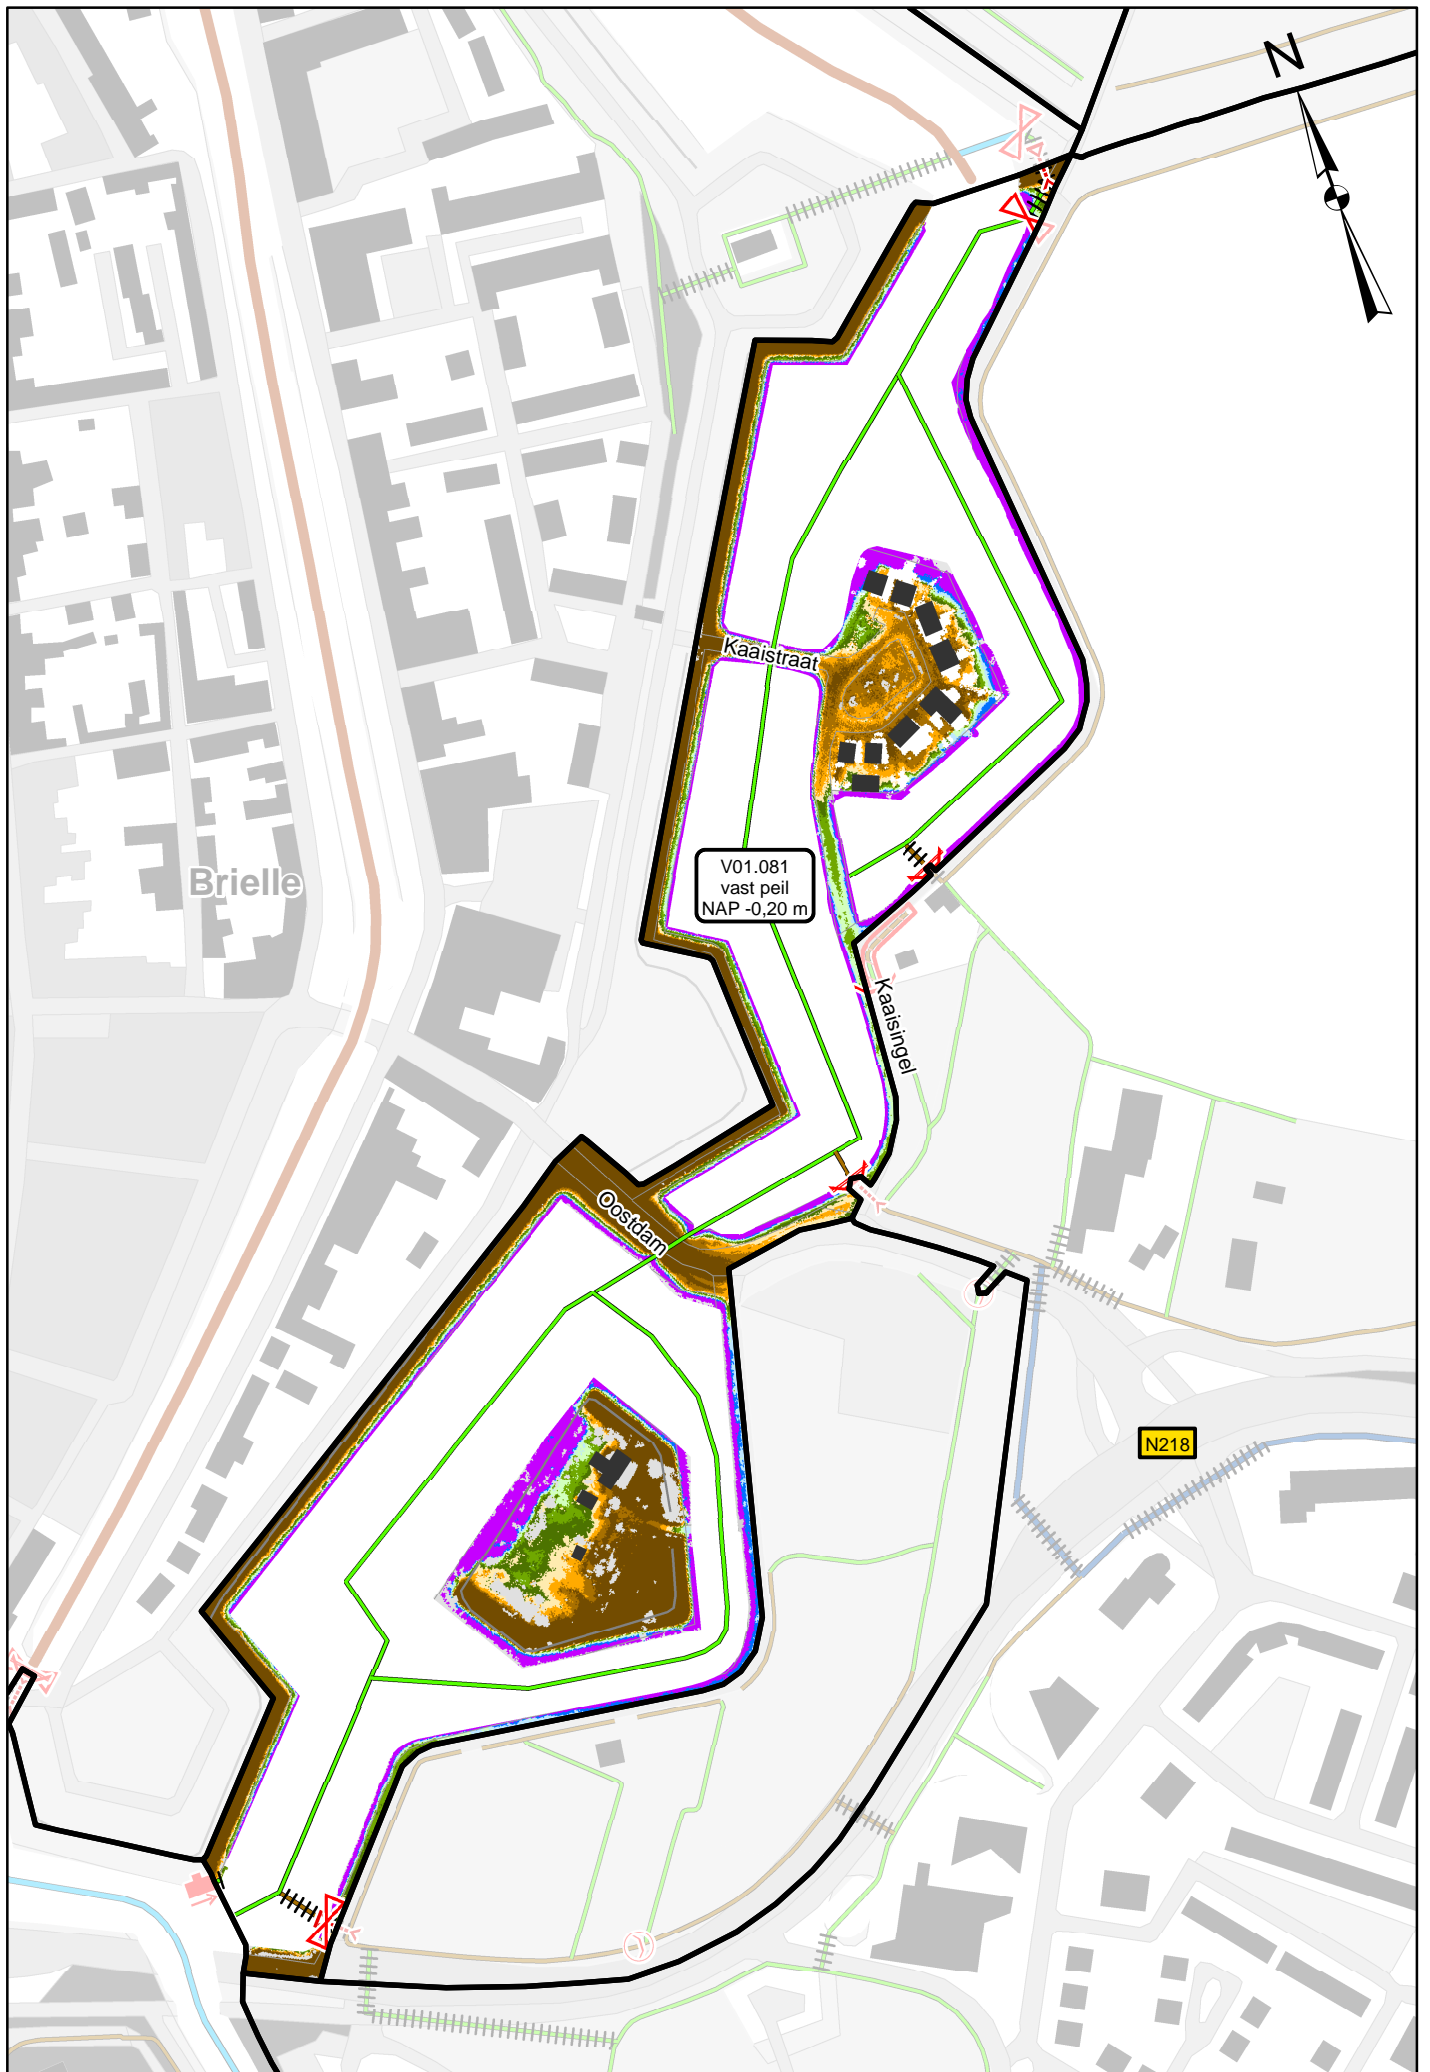 N
Kaaistraat
V01.081
vast peil
NAP -0,20 m
Brielle
Kaaisingel
Oostdam
N218